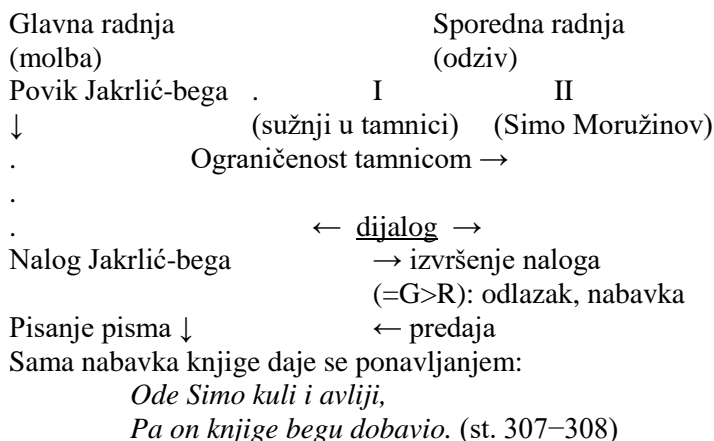 Glavna radnja Sporedna radnja
(molba) (odziv)
Povik Jakrlić-bega . I II
↓ (sužnji u tamnici) (Simo Moružinov)
. Ograničenost tamnicom →
.
. ← dijalog →
Nalog Jakrlić-bega → izvršenje naloga
(=G>R): odlazak, nabavka
Pisanje pisma ↓ ← predaja
Sama nabavka knjige daje se ponavljanjem:
Ode Simo kuli i avliji,
Pa on knjige begu dobavio. (st. 307−308)